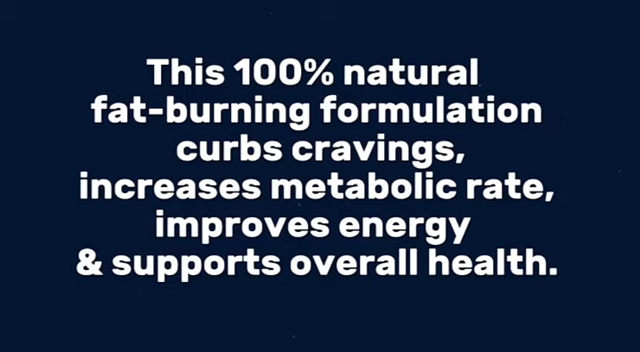 This 100% natural
fat-burning formulation
curbs cravings,
increases metabolic rate,
improves energy
& supports overall health.